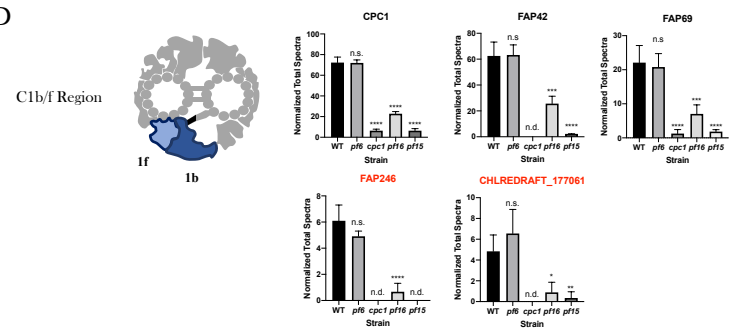 D
C1b/f Region
1f
1b
CPC1
Normalized Total Spectra
100
80
60
40
20
0
n.s.
****
****
****
WT pf6 cpc1 pf16 pf15
Strain
FAP42
Normalized Total Spectra
80
60
40
20
0
n.s.
n.d.
***
****
WT pf6 cpc1 pf16 pf15
Strain
FAP69
Normalized Total Spectra
30
20
10
0
n.s
****
***
****
WT pf6 cpc1 pf16 pf15
Strain
FAP246
Normalized Total Spectra
8
6
4
2
0
n.s.
n.d.
****
n.d.
WT pf6 cpc1 pf16 pf15
Strain
CHLREDRAFT_177061
Normalized Total Spectra
10
8
6
4
2
0
n.s.
n.d.
*
**
WT pf6 cpc1 pf16 pf15
Strain